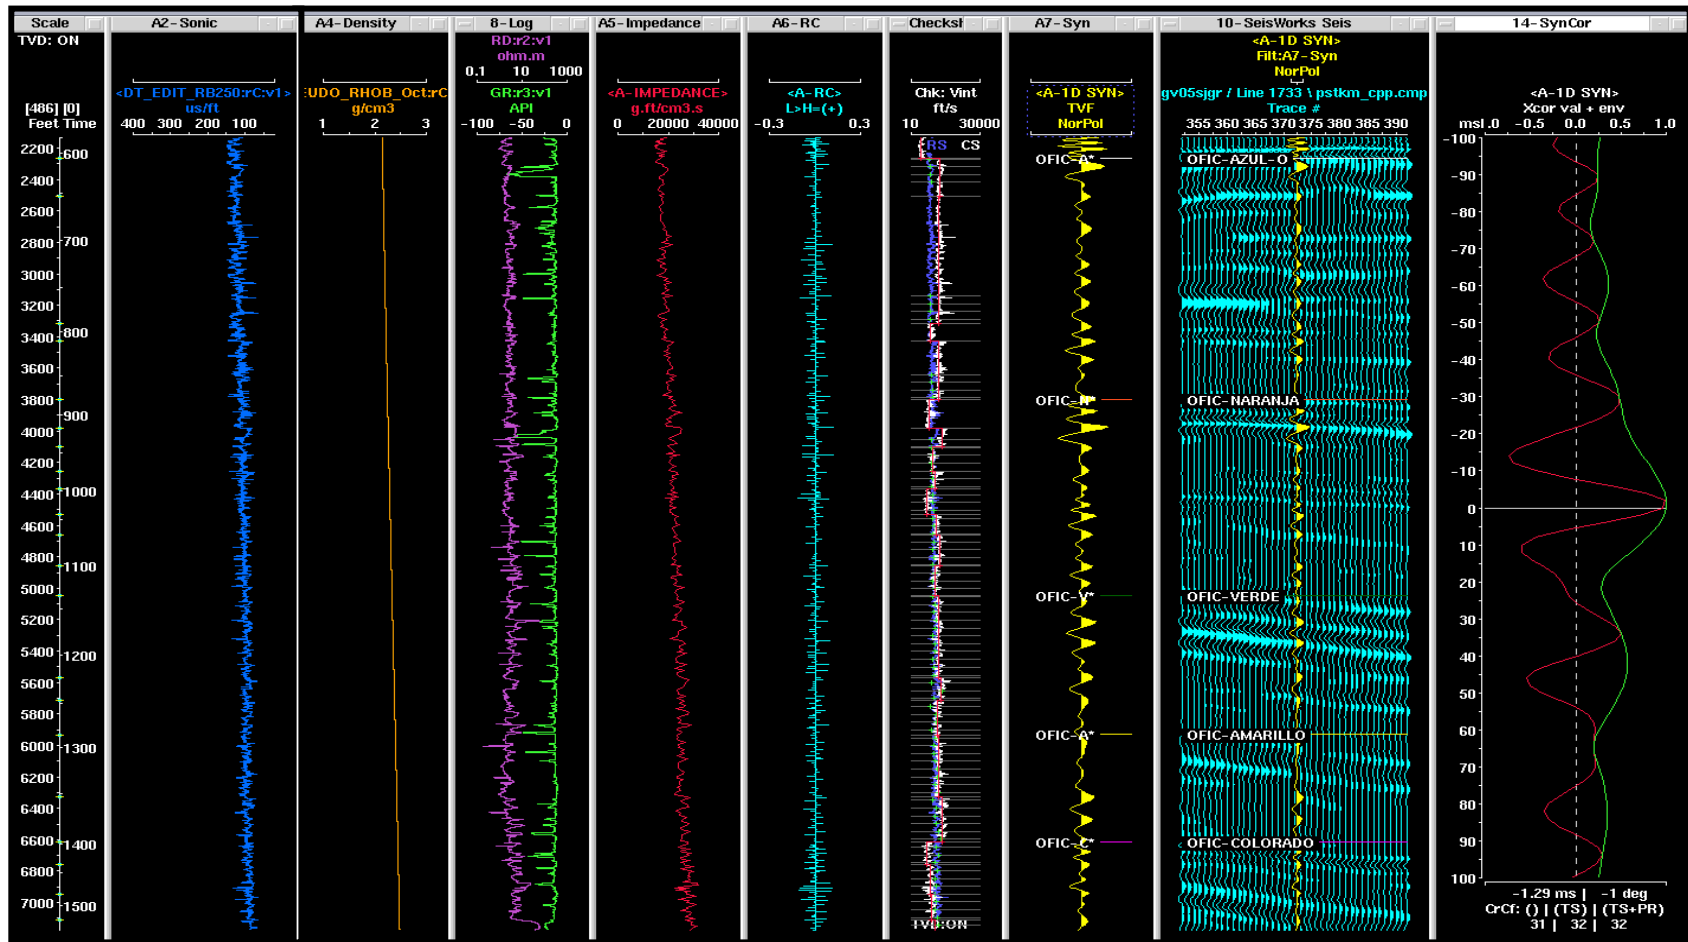 Scale
A2-Sonic
A4-Density
8-Log
A5-Impedance
A6-RC
Checksh
A7-Syn
10-SeisWorks Seis
14-SynCor
TVD: ON
[486] [0]
Feet Time
<DT_EDIT_RB250:rC:v1>
us/ft
400 300 200 100
:UDO_RHOB_Oct:rC
g/cm3
1 2 3
RD:r2:v1
ohm.m
0.1 10 1000
GR:r3:v1
API
-100 -50 0
<A-IMPEDANCE>
g.ft/cm3.s
0 20000 40000
<A-RC>
L>H=(+)
-0.3 0.3
Chk: Vint
ft/s
10 30000
RS CS
<A-1D SYN>
TVF
NorPol
<A-1D SYN>
Filt:A7-Syn
NorPol
gv05sjgr / Line 1733 \ pstkm_cpp.cmp
Trace #
355 360 365 370 375 380 385 390
<A-1D SYN>
Xcor val + env
msl.0 -0.5 0.0 0.5 1.0
2200
2400
2600
2800
3000
3200
3400
3600
3800
4000
4200
4400
4600
4800
5000
5200
5400
5600
5800
6000
6200
6400
6600
6800
7000
600
700
800
900
1000
1100
1200
1300
1400
1500
TVD:ON
OFIC-A*
OFIC-N*
OFIC-V*
OFIC-A*
OFIC-C*
OFIC-AZUL-O
OFIC-NARANJA
OFIC-VERDE
OFIC-AMARILLO
OFIC-COLORADO
-100
-90
-80
-70
-60
-50
-40
-30
-20
-10
0
10
20
30
40
50
60
70
80
90
100
-1.29 ms | -1 deg
CrCf: () | (TS) | (TS+PR)
31 | 32 | 32